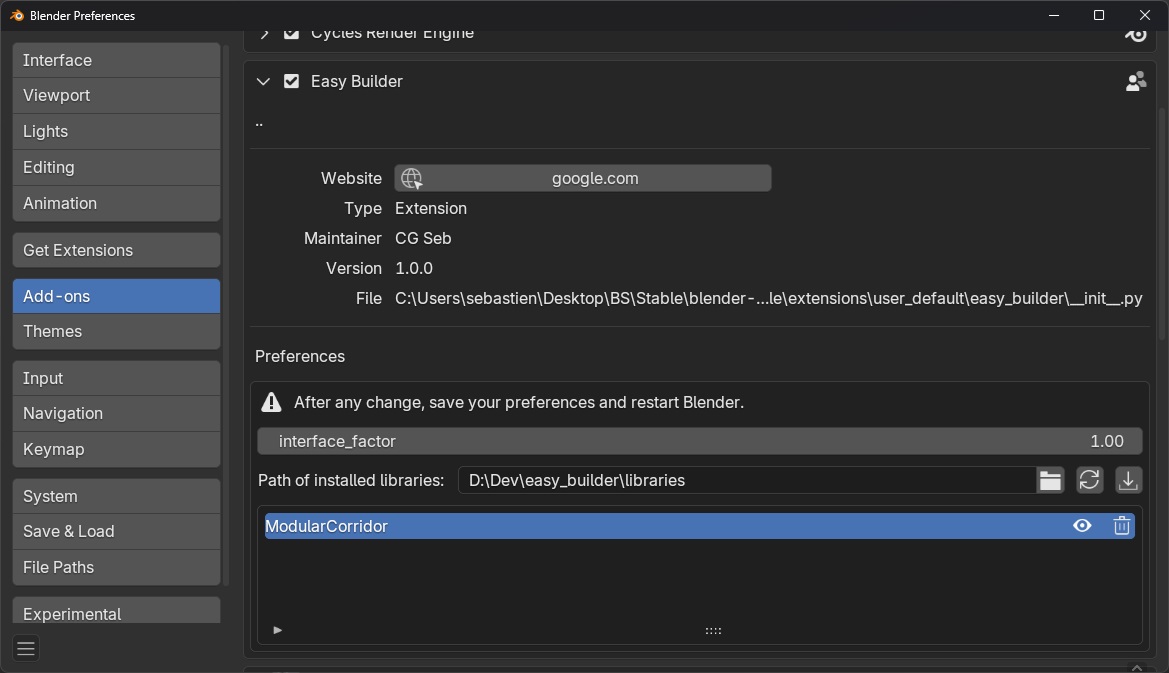 Blender Preferences
Interface
Viewport
Lights
Editing
Animation
Get Extensions
Add-ons
Themes
Input
Navigation
Keymap
System
Save & Load
File Paths
Experimental
Cycles Render Engine
Easy Builder
..
Website google.com
Type Extension
Maintainer CG Seb
Version 1.0.0
File C:\Users\sebastien\Desktop\BS\Stable\blender-...le\extensions\user_default\easy_builder\__init__.py
Preferences
After any change, save your preferences and restart Blender.
interface_factor 1.00
Path of installed libraries: D:\Dev\easy_builder\libraries
ModularCorridor